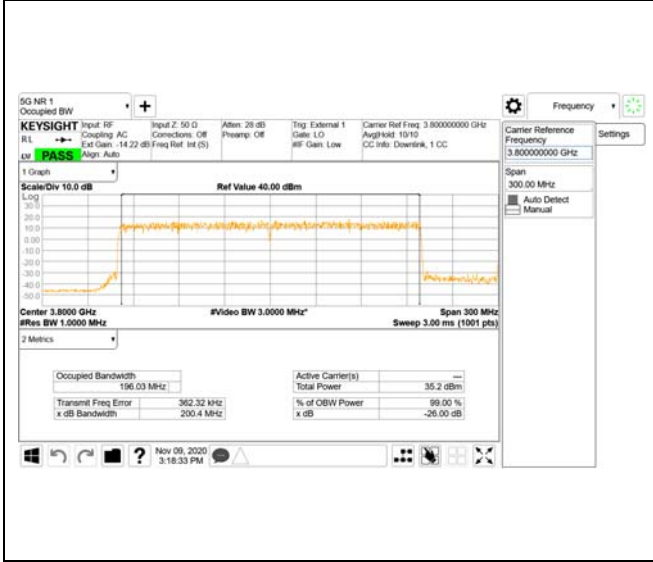 5G NR 1
Occupied BW
Frequency
KEYSIGHT
R L
PASS
Input: RF
Coupling: AC
Ext Gain: -14.22 dB
Align: Auto
Input Z: 50 Ω
Corrections: Off
Freq Ref: Int (S)
Atten: 28 dB
Preamp: Off
Trig: External 1
Gate: LO
#IF Gain: Low
Carrier Ref Freq: 3.800000000 GHz
Avg|Hold: 10/10
CC Info: Downlink, 1 CC
Carrier Reference
Frequency
3.800000000 GHz
Settings
Span
300.00 MHz
Auto Detect
Manual
1 Graph
Scale/Div 10.0 dB
Ref Value 40.00 dBm
Log
30.0
20.0
10.0
0.00
-10.0
-20.0
-30.0
-40.0
-50.0
Center 3.8000 GHz
#Video BW 3.0000 MHz*
Span 300 MHz
#Res BW 1.0000 MHz
Sweep 3.00 ms (1001 pts)
2 Metrics
Occupied Bandwidth
196.03 MHz
Active Carrier(s)
---
Total Power
35.2 dBm
Transmit Freq Error
362.32 kHz
% of OBW Power
99.00 %
x dB Bandwidth
200.4 MHz
x dB
-26.00 dB
?
Nov 09, 2020
3:18:33 PM